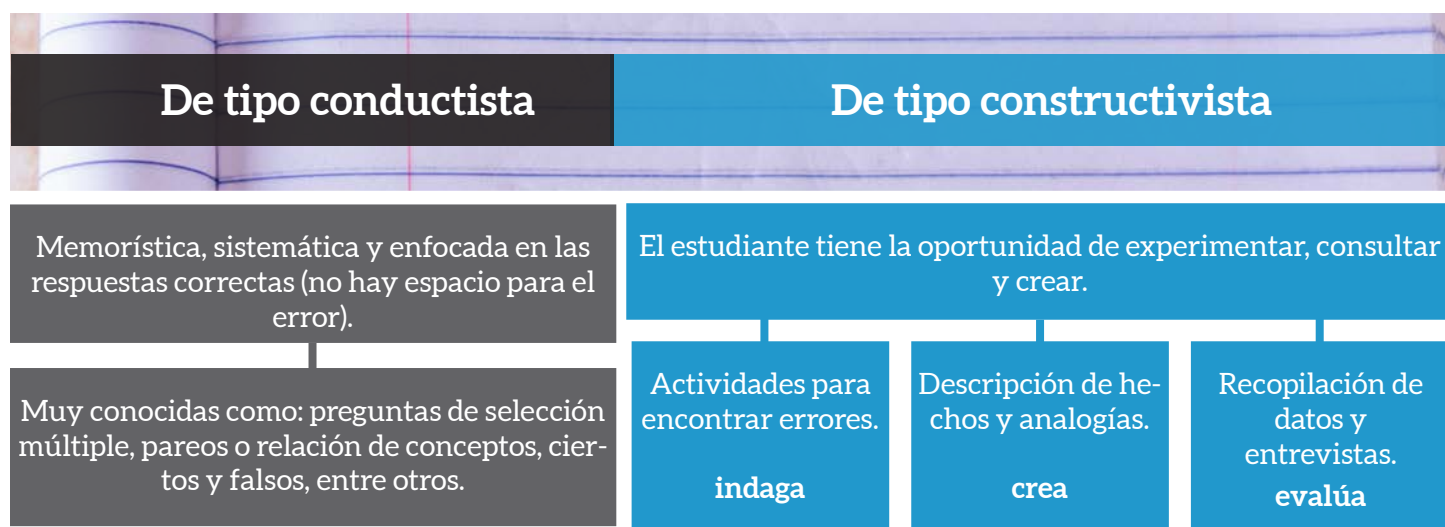 De tipo conductista
De tipo constructivista
Memorística, sistemática y enfocada en las
respuestas correctas (no hay espacio para el
error).
Muy conocidas como: preguntas de selección
múltiple, pareos o relación de conceptos, cier-
tos y falsos, entre otros.
El estudiante tiene la oportunidad de experimentar, consultar
y crear.
Actividades para
encontrar errores.
indaga
Descripción de he-
chos y analogías.
crea
Recopilación de
datos y
entrevistas.
evalúa